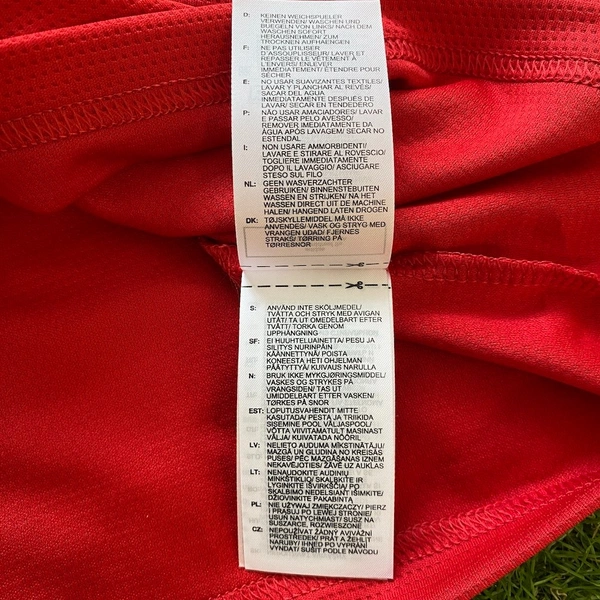 D: KEINEN WEICHSPUELER
VERWENDEN/ WASCHEN UND
BUEGELN VON LINKS/ NACH DEM
WASCHEN SOFORT
HERAUSNEHMEN/ ZUM
TROCKNEN AUFHAENGEN
F: NE PAS UTILISER
D'ASSOUPLISSEUR/ LAVER ET
REPASSER LE VÊTEMENT À
L'ENVERS/ ENLEVER
IMMÉDIATEMENT/ ÉTENDRE POUR
SÉCHER
E: NO USAR SUAVIZANTES TEXTILES/
LAVAR Y PLANCHAR AL REVÉS/
SACAR DEL AGUA
INMEDIATAMENTE DESPUÉS DE
LAVAR/ SECAR EN TENDEDERO
P: NÃO USAR AMACIADORES/ LAVAR
E PASSAR PELO AVESSO/
REMOVER IMEDIATAMENTE DA
ÁGUA APÓS LAVAGEM/ SECAR NO
ESTENDAL
I: NON USARE AMMORBIDENTI/
LAVARE E STIRARE AL ROVESCIO/
TOGLIERE IMMEDIATAMENTE
DOPO IL LAVAGGIO/ ASCIUGARE
STESO SUL FILO
NL: GEEN WASVERZACHTER
GEBRUIKEN/ BINNENSTEBUITEN
WASSEN EN STRIJKEN/ NA HET
WASSEN DIRECT UIT DE MACHINE
HALEN/ HANGEND LATEN DROGEN
DK: TØJSKYLLEMIDDEL MÅ IKKE
ANVENDES/ VASK OG STRYG MED
VRANGEN UDAD/ FJERNES
STRAKS/ TØRRING PÅ
TØRRESNOR
S: ANVÄND INTE SKÖLJMEDEL/
TVÄTTA OCH STRYK MED AVIGAN
UTÅT/ TA UT OMEDELBART EFTER
TVÄTT/ TORKA GENOM
UPPHÄNGNING
SF: EI HUUHTELUAINETTA/ PESU JA
SILITYS NURINPÄIN
KÄÄNNETTYNÄ/ POISTA
KONEESTA HETI OHJELMAN
PÄÄTYTTYÄ/ KUIVAUS NARULLA
N: BRUK IKKE MYKGJØRINGSMIDDEL/
VASKES OG STRYKES PÅ
VRANGSIDEN/ TAS UT
UMIDDELBART ETTER VASKEN/
TØRKES PÅ SNOR
EST: LOPUTUSVAHENDIT MITTE
KASUTADA/ PESTA JA TRIIKIDA
SISEMINE POOL VÄLJASPOOL/
VÕTTA VIIVITAMATULT MASINAST
VÄLJA/ KUIVATADA NÖÖRIL
LV: NELIETO AUDUMA MĪKSTINĀTĀJU/
MAZGĀ UN GLUDINA NO KREISĀS
PUSES/ PĒC MAZGĀŠANAS IZŅEM
NEKAVĒJOTIES/ ŽĀVĒ UZ AUKLAS
LT: NENAUDOKITE AUDINIŲ
MINKŠTIKLIO/ SKALBKITE IR
LYGINKITE IŠVIRKŠČIĄ/ PO
SKALBIMO NEDELSIANT IŠIMKITE/
DŽIOVINKITE PAKABINTĄ
PL: NIE UŻYWAJ ZMIĘKCZACZY/ PIERZ
I PRASUJ PO LEWEJ STRONIE/
USUŃ NATYCHMIAST/ SUSZ NA
SUSZARCE, ROZWIESZONE
CZ: NEPOUŽÍVAT ŽÁDNÝ AVIVÁŽNÍ
PROSTŘEDEK/ PRÁT A ŽEHLIT
NARUBY/ IHNED PO VYPRÁNÍ
VYNDAT/ SUŠIT PODLE NÁVODU